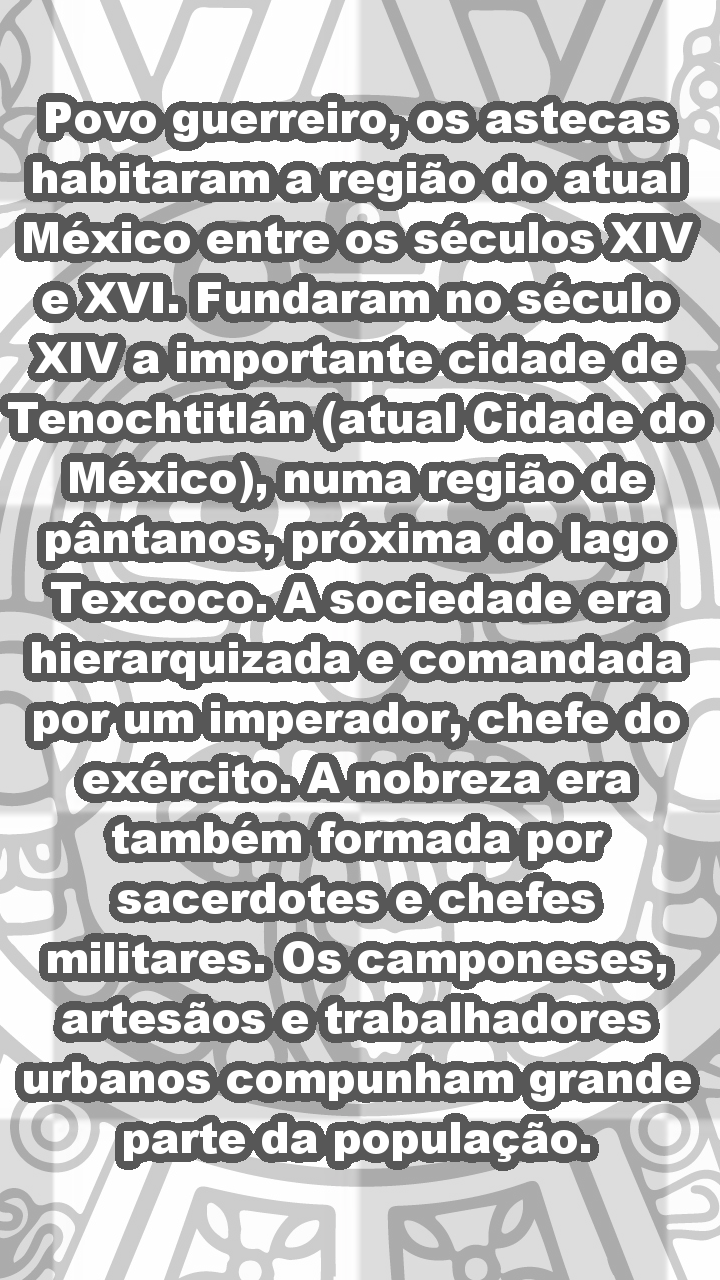 Povo guerreiro, os astecas
habitaram a região do atual
México entre os séculos XIV
e XVI. Fundaram no século
XIV a importante cidade de
Tenochtitlán (atual Cidade do
México), numa região de
pântanos, próxima do lago
Texcoco. A sociedade era
hierarquizada e comandada
por um imperador, chefe do
exército. A nobreza era
também formada por
sacerdotes e chefes
militares. Os camponeses,
artesãos e trabalhadores
urbanos compunham grande
parte da população.